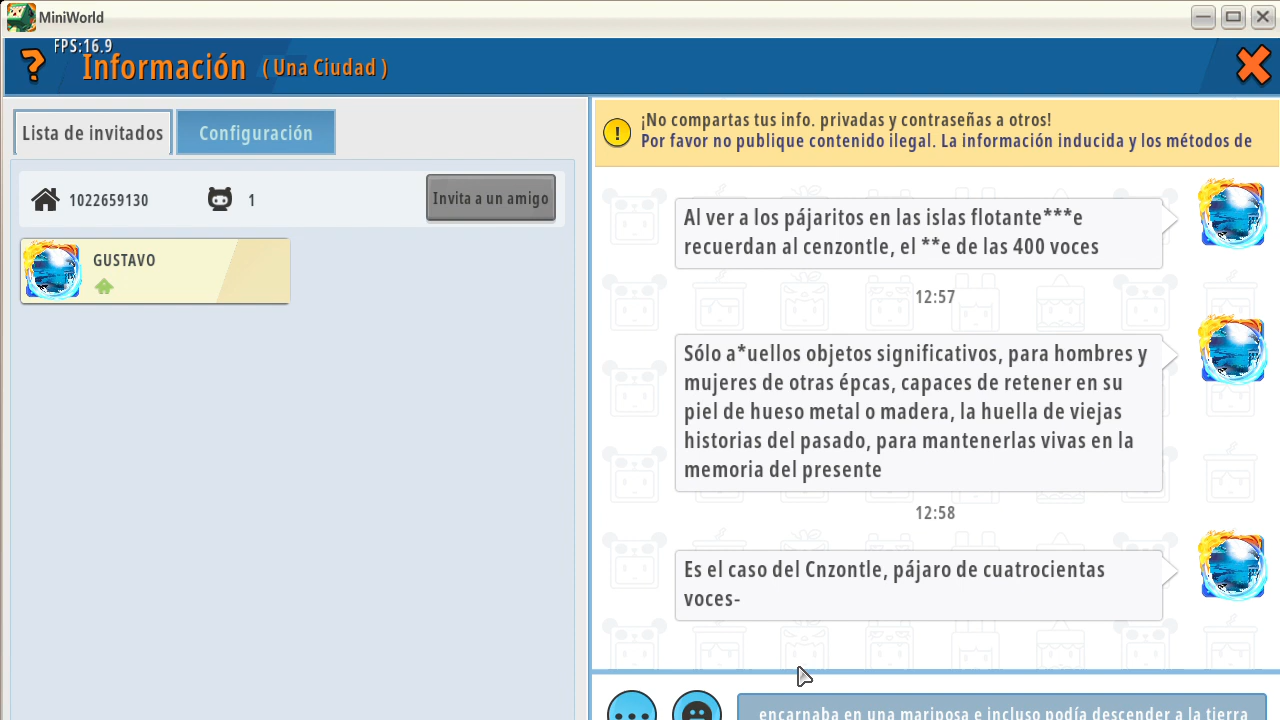 MiniWorld
FPS:16.9
Información
( Una Ciudad )
Lista de invitados
Configuración
1022659130
1
Invita a un amigo
GUSTAVO
¡No compartas tus info. privadas y contraseñas a otros!
Por favor no publique contenido ilegal. La información inducida y los métodos de
Al ver a los pájaritos en las islas flotante***e
recuerdan al cenzontle, el **e de las 400 voces
12:57
Sólo a*uellos objetos significativos, para hombres y
mujeres de otras épcas, capaces de retener en su
piel de hueso metal o madera, la huella de viejas
historias del pasado, para mantenerlas vivas en la
memoria del presente
12:58
Es el caso del Cnzontle, pájaro de cuatrocientas
voces-
encarnaba en una mariposa e incluso podía descender a la tierra